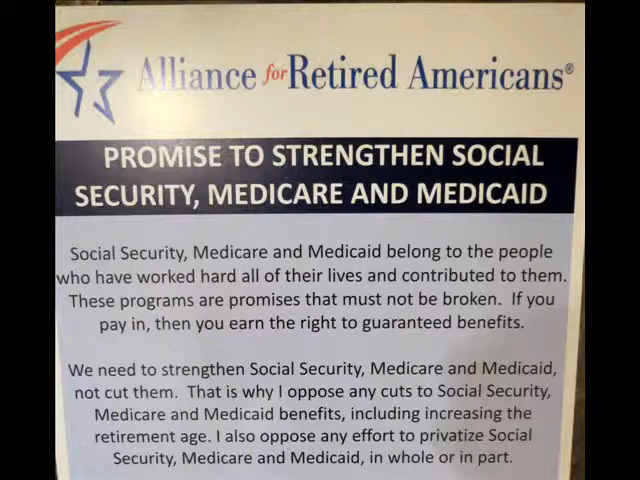 Alliance for Retired Americans®
PROMISE TO STRENGTHEN SOCIAL
SECURITY, MEDICARE AND MEDICAID
Social Security, Medicare and Medicaid belong to the people
who have worked hard all of their lives and contributed to them.
These programs are promises that must not be broken. If you
pay in, then you earn the right to guaranteed benefits.
We need to strengthen Social Security, Medicare and Medicaid,
not cut them. That is why I oppose any cuts to Social Security,
Medicare and Medicaid benefits, including increasing the
retirement age. I also oppose any effort to privatize Social
Security, Medicare and Medicaid, in whole or in part.